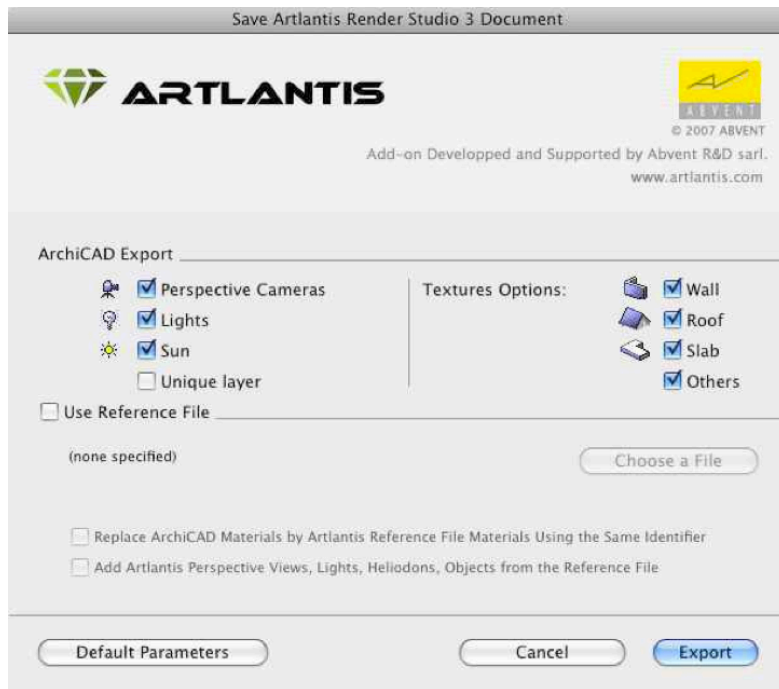 Save Artlantis Render Studio 3 Document
ARTLANTIS
ABVENT
© 2007 ABVENT
Add-on Developped and Supported by Abvent R&D sarl.
www.artlantis.com
ArchiCAD Export
Perspective Cameras
Lights
Sun
Unique layer
Textures Options:
Wall
Roof
Slab
Others
Use Reference File
(none specified)
Choose a File
Replace ArchiCAD Materials by Artlantis Reference File Materials Using the Same Identifier
Add Artlantis Perspective Views, Lights, Heliodons, Objects from the Reference File
Default Parameters
Cancel
Export